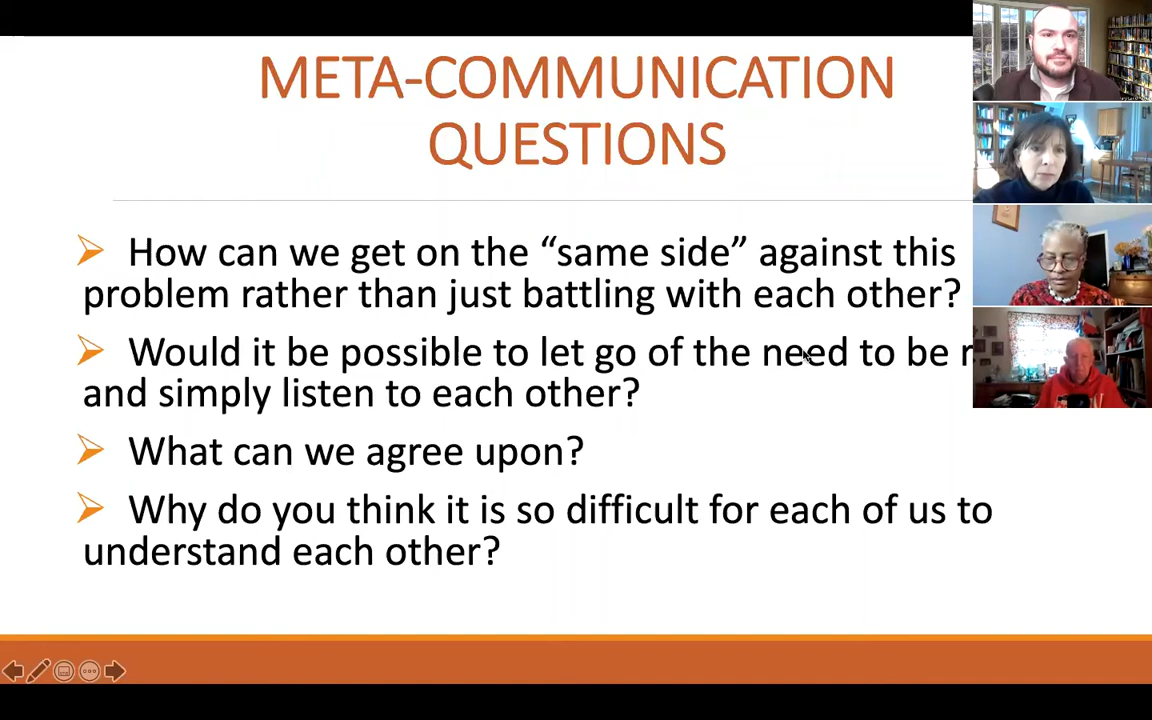 META-COMMUNICATION
QUESTIONS
How can we get on the “same side” against this
problem rather than just battling with each other?
Would it be possible to let go of the need to be
and simply listen to each other?
What can we agree upon?
Why do you think it is so difficult for each of us to
understand each other?